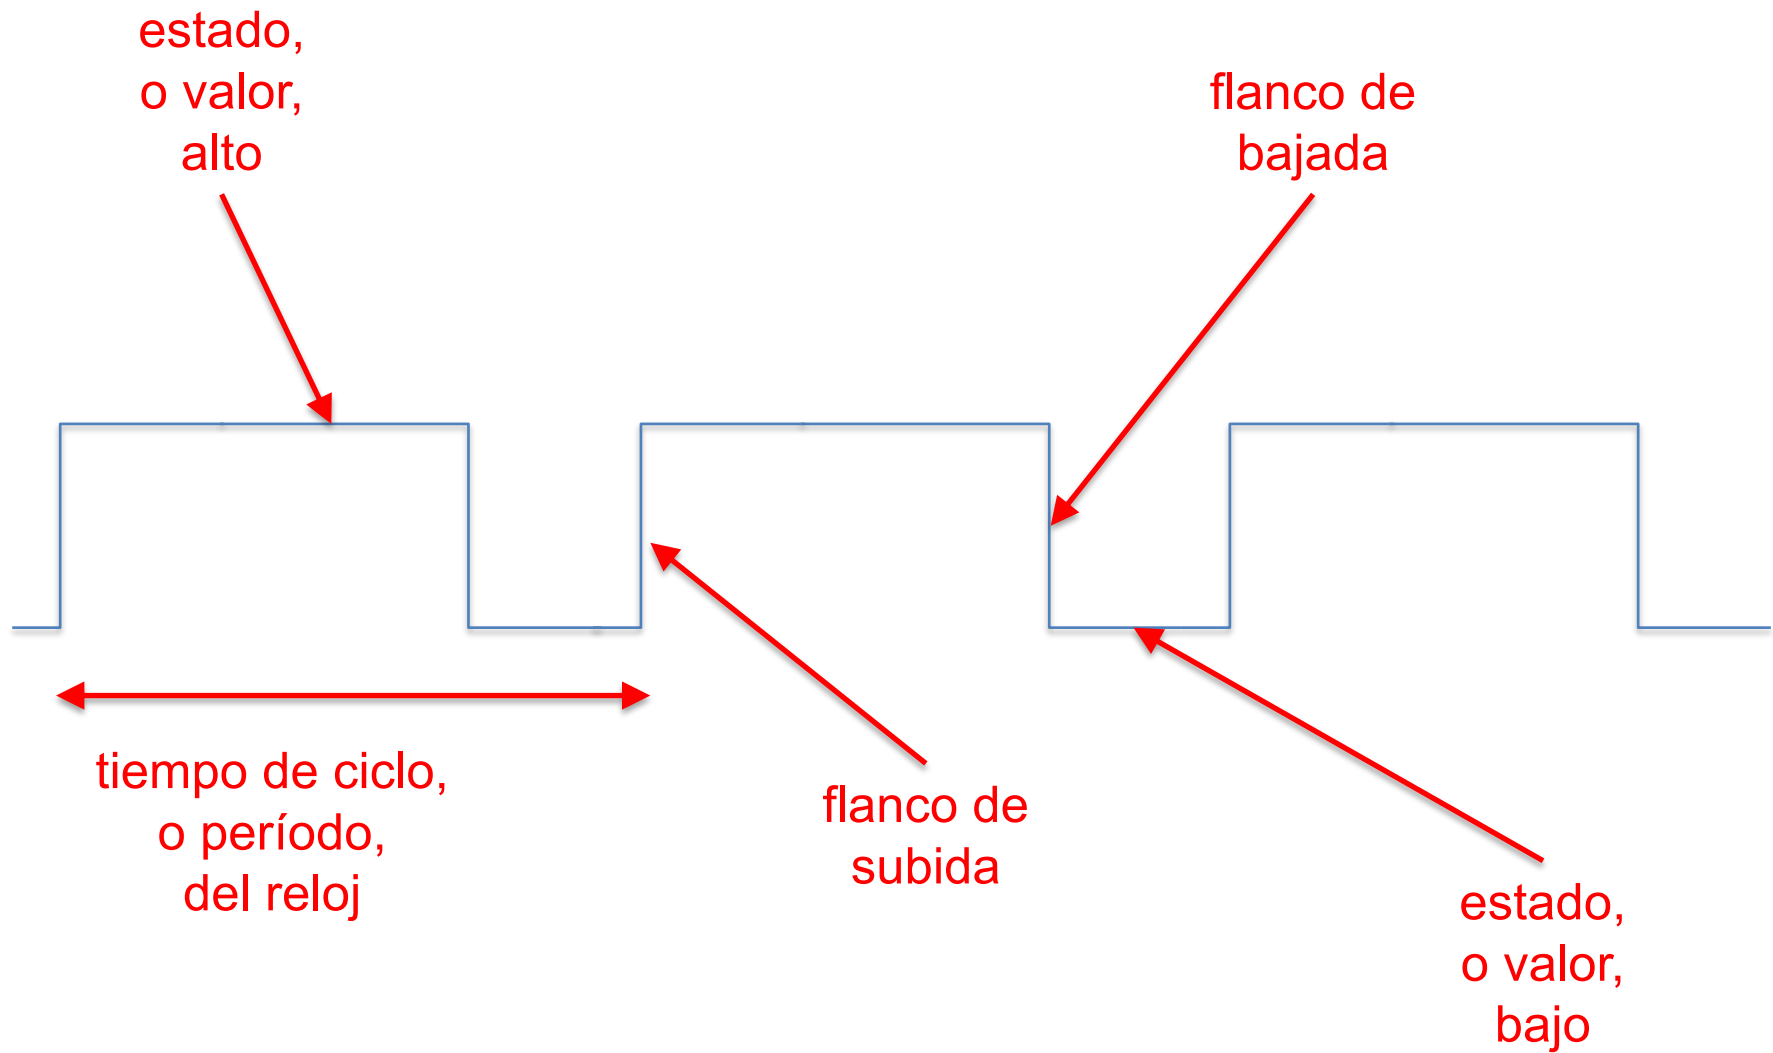 estado,
o valor,
alto
flanco de
bajada
tiempo de ciclo,
o período,
del reloj
flanco de
subida
estado,
o valor,
bajo